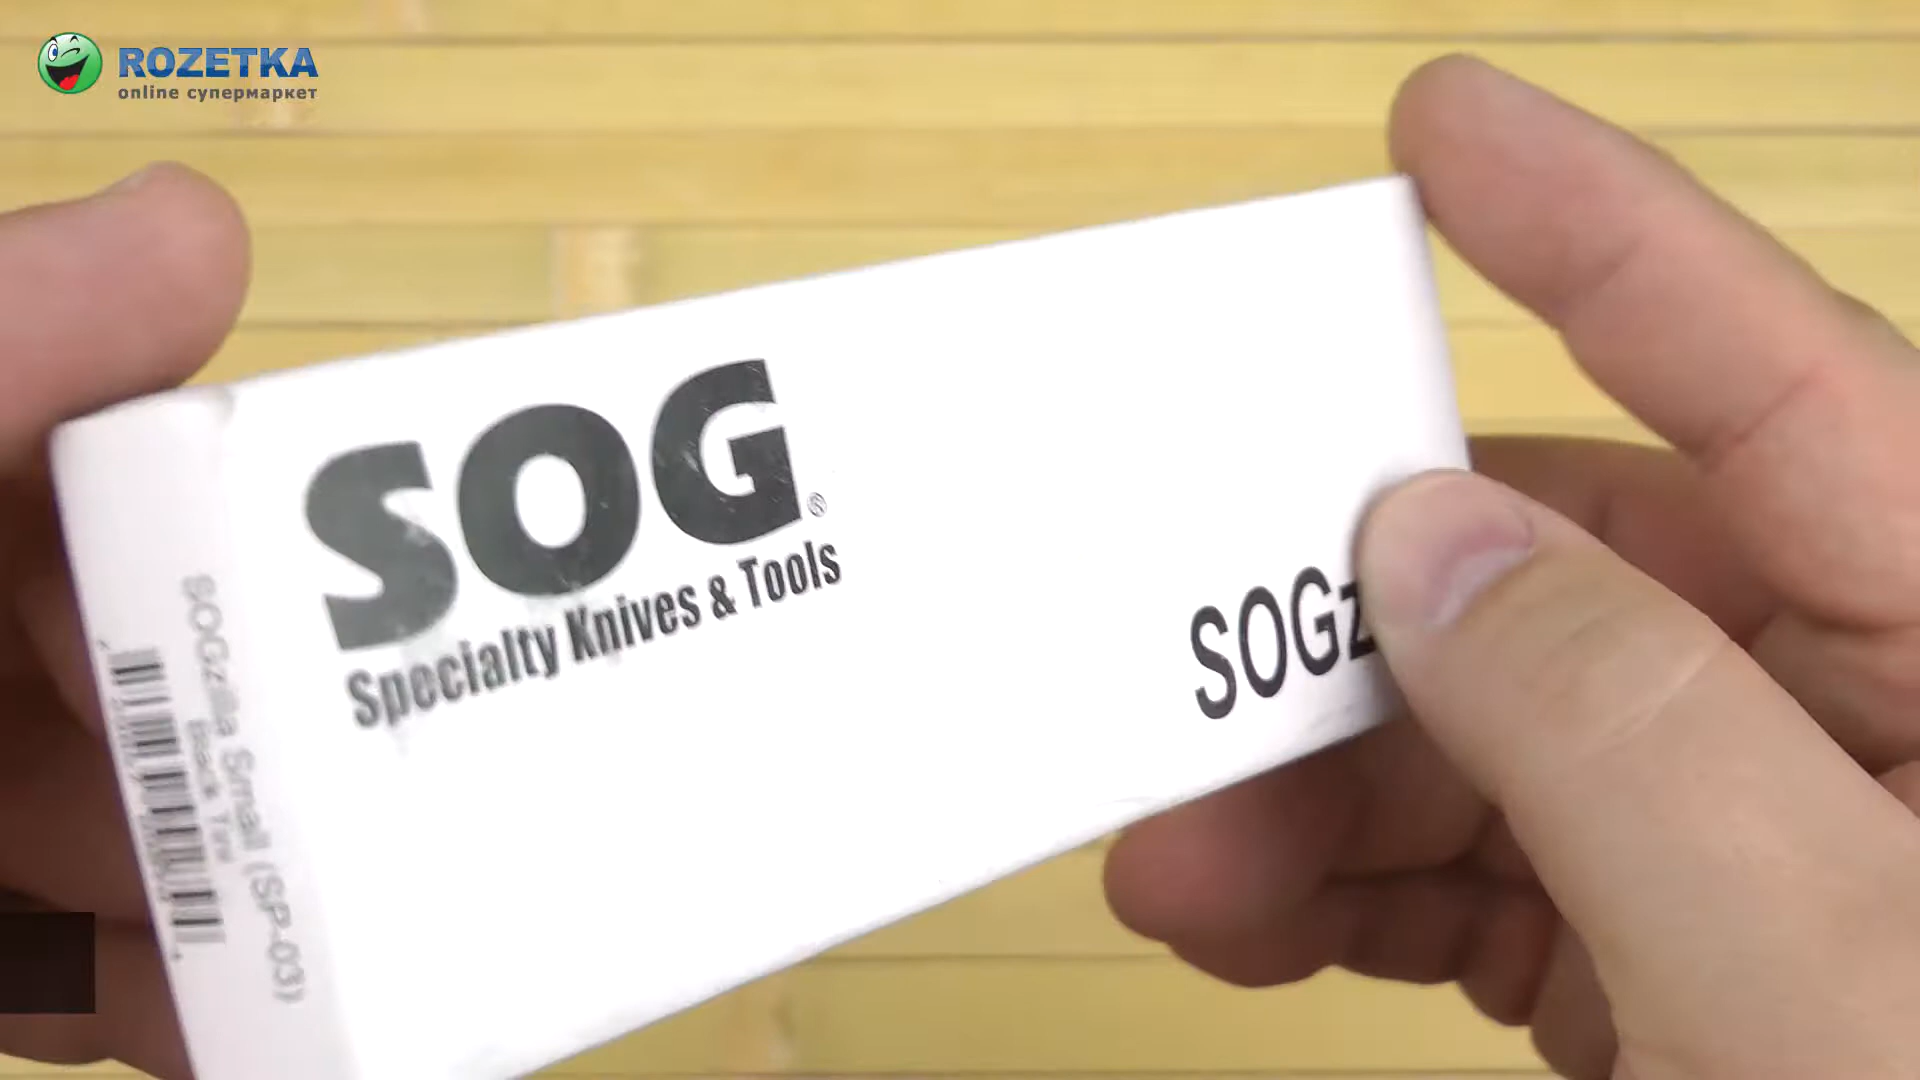 ROZETKA
online супермаркет
SOG®
Specialty Knives & Tools
SOGz
SOGzilla Small (SP-03)
Black Tini